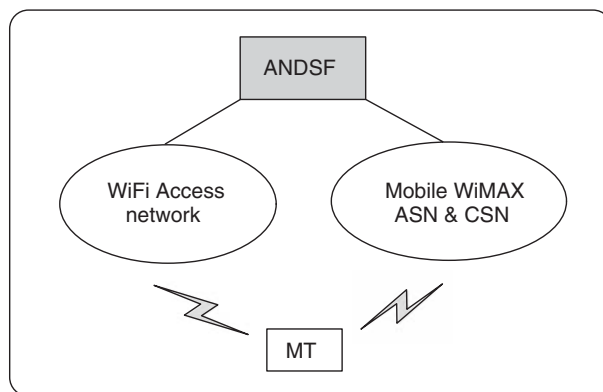 ANDSF
WiFi Access
network
Mobile WiMAX
ASN & CSN
MT